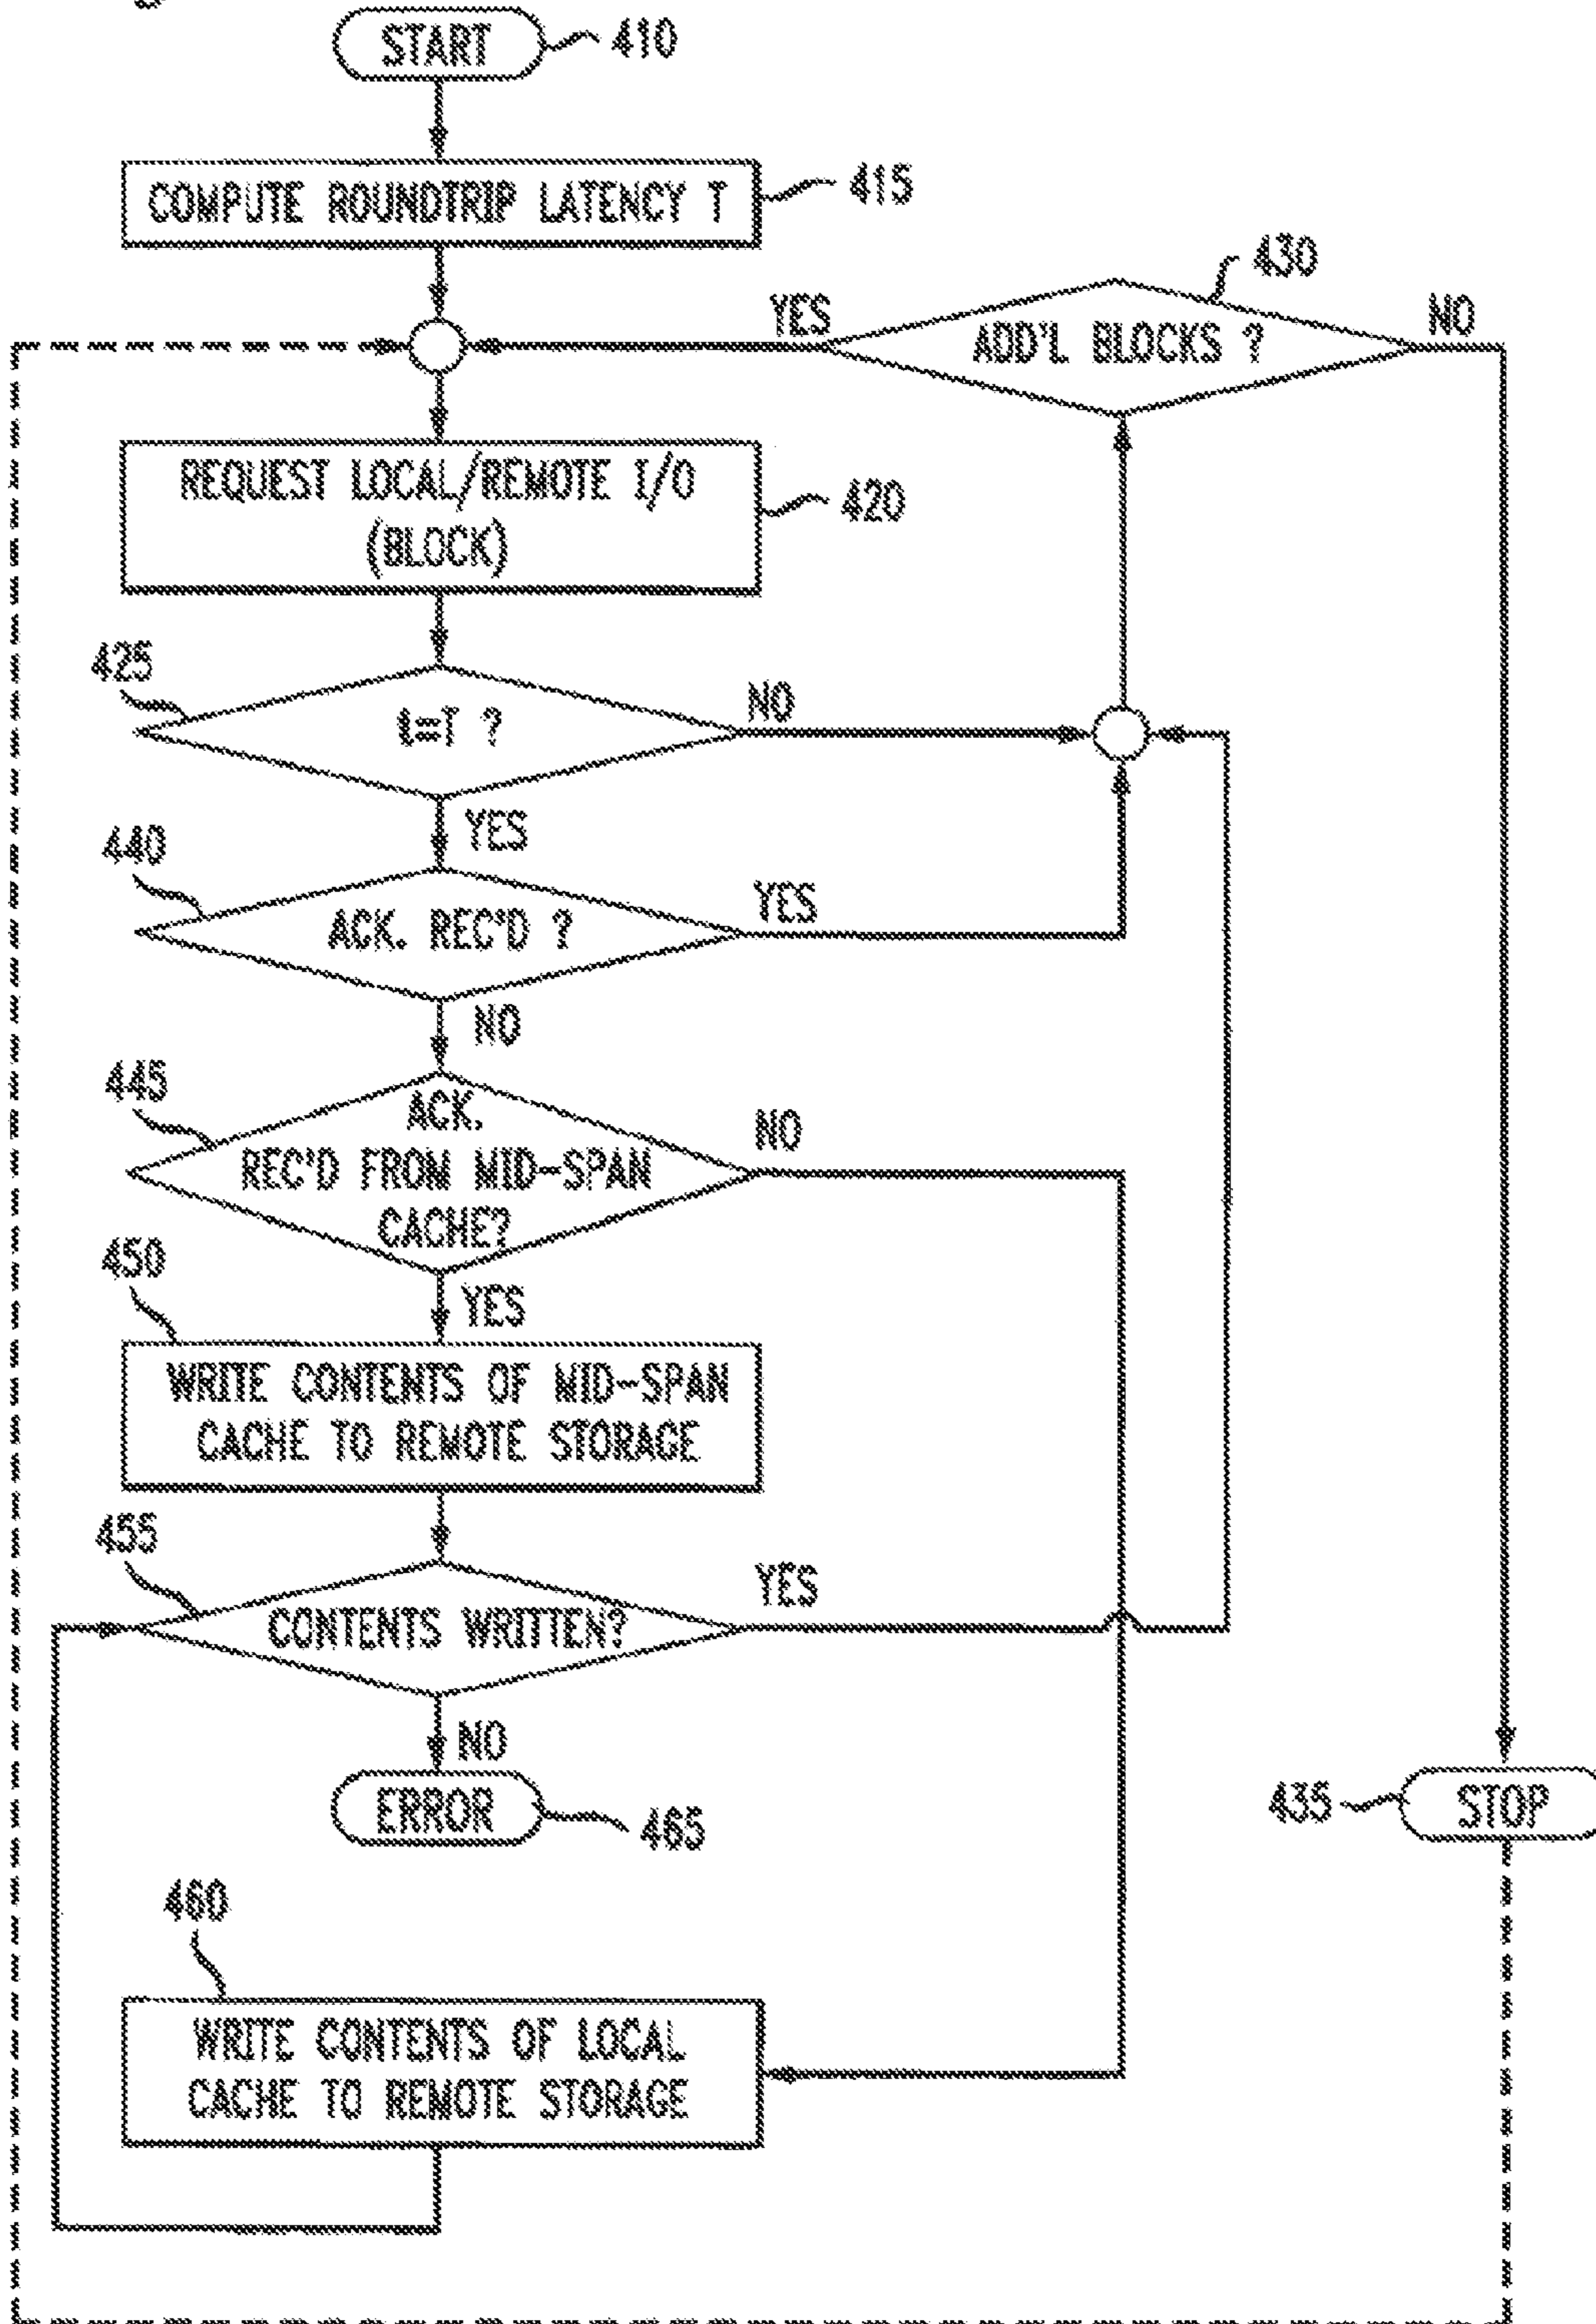 START
410
COMPUTE ROUNDTRIP LATENCY T
415
430
YES
ADD'L BLOCKS ?
NO
REQUEST LOCAL/REMOTE I/O
(BLOCK)
420
425
t=T ?
NO
YES
440
ACK. REC'D ?
YES
NO
445
ACK.
REC'D FROM MID-SPAN
CACHE?
NO
YES
450
WRITE CONTENTS OF MID-SPAN
CACHE TO REMOTE STORAGE
455
CONTENTS WRITTEN?
YES
NO
ERROR
465
435
STOP
460
WRITE CONTENTS OF LOCAL
CACHE TO REMOTE STORAGE